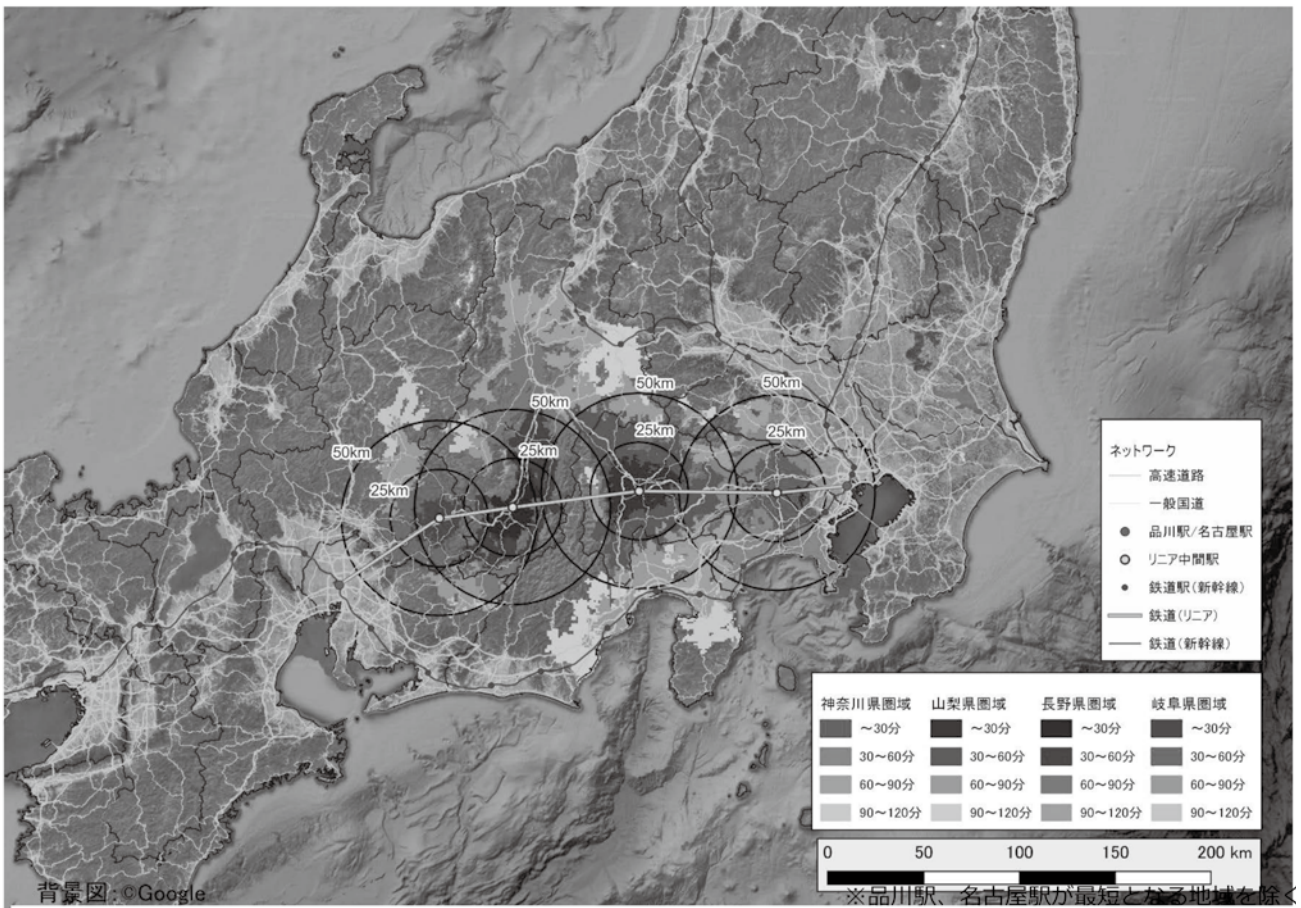 50km
50km
50km
50km
25km
25km
25km
25km
ネットワーク
高速道路
一般国道
品川駅/名古屋駅
リニア中間駅
鉄道駅(新幹線)
鉄道(リニア)
鉄道(新幹線)
神奈川県圏域 山梨県圏域 長野県圏域 岐阜県圏域
～30分 ～30分 ～30分 ～30分
30～60分 30～60分 30～60分 30～60分
60～90分 60～90分 60～90分 60～90分
90～120分 90～120分 90～120分 90～120分
0 50 100 150 200 km
背景図:©Google
※品川駅、名古屋駅が最短となる地域を除く